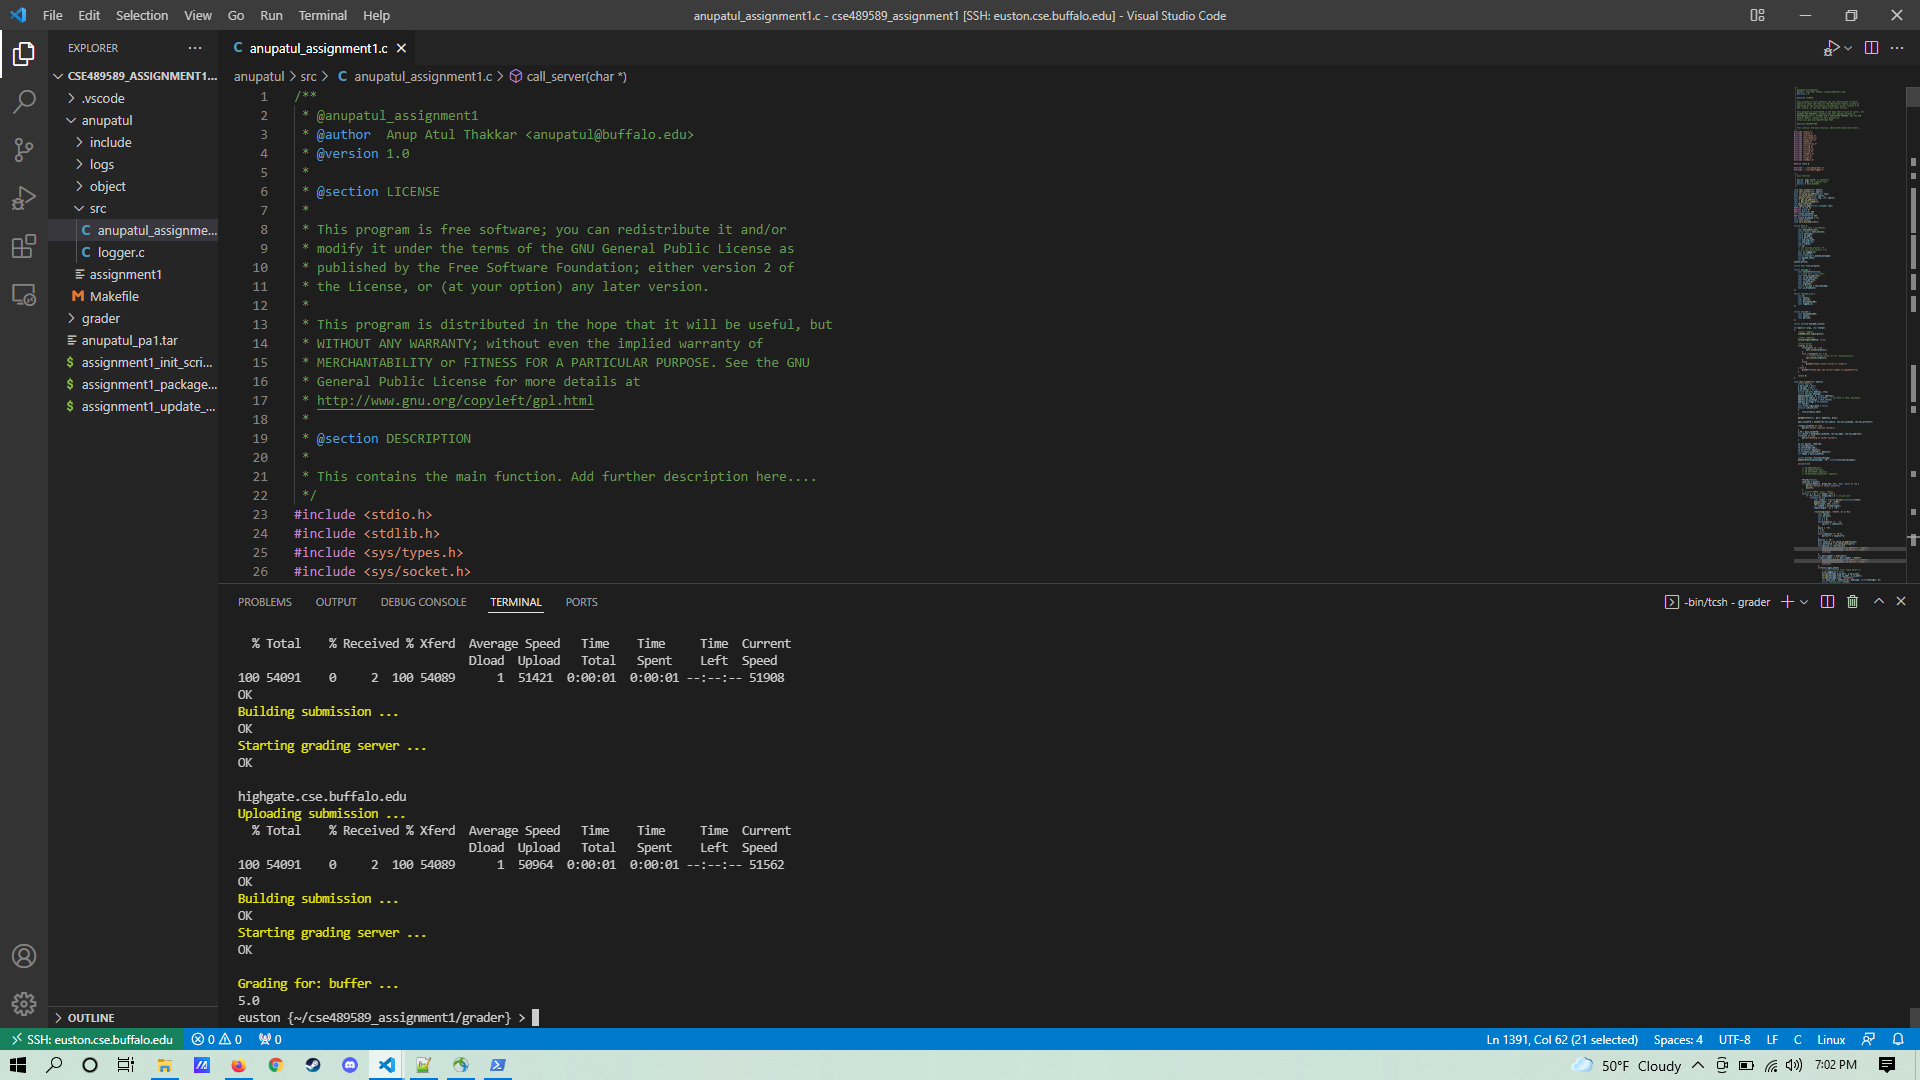 File Edit Selection View Go Run Terminal Help
anupatul_assignment1.c - cse489589_assignment1 [SSH: euston.cse.buffalo.edu] - Visual Studio Code
EXPLORER
CSE489589_ASSIGNMENT1...
.vscode
anupatul
include
logs
object
src
C anupatul_assignme...
C logger.c
assignment1
M Makefile
grader
anupatul_pa1.tar
$ assignment1_init_scri...
$ assignment1_package...
$ assignment1_update_...
OUTLINE
C anupatul_assignment1.c
anupatul > src > C anupatul_assignment1.c > call_server(char *)
1 /**
2 * @anupatul_assignment1
3 * @author Anup Atul Thakkar <anupatul@buffalo.edu>
4 * @version 1.0
5 *
6 * @section LICENSE
7 *
8 * This program is free software; you can redistribute it and/or
9 * modify it under the terms of the GNU General Public License as
10 * published by the Free Software Foundation; either version 2 of
11 * the License, or (at your option) any later version.
12 *
13 * This program is distributed in the hope that it will be useful, but
14 * WITHOUT ANY WARRANTY; without even the implied warranty of
15 * MERCHANTABILITY or FITNESS FOR A PARTICULAR PURPOSE. See the GNU
16 * General Public License for more details at
17 * http://www.gnu.org/copyleft/gpl.html
18 *
19 * @section DESCRIPTION
20 *
21 * This contains the main function. Add further description here....
22 */
23 #include <stdio.h>
24 #include <stdlib.h>
25 #include <sys/types.h>
26 #include <sys/socket.h>
PROBLEMS OUTPUT DEBUG CONSOLE TERMINAL PORTS
-bin/tcsh - grader
% Total % Received % Xferd Average Speed Time Time Time Current
Dload Upload Total Spent Left Speed
100 54091 0 2 100 54089 1 51421 0:00:01 0:00:01 --:--:-- 51908
OK
Building submission ...
OK
Starting grading server ...
OK
highgate.cse.buffalo.edu
Uploading submission ...
% Total % Received % Xferd Average Speed Time Time Time Current
Dload Upload Total Spent Left Speed
100 54091 0 2 100 54089 1 50964 0:00:01 0:00:01 --:--:-- 51562
OK
Building submission ...
OK
Starting grading server ...
OK
Grading for: buffer ...
5.0
euston {~/cse489589_assignment1/grader} >
SSH: euston.cse.buffalo.edu 0 0 0
Ln 1391, Col 62 (21 selected) Spaces: 4 UTF-8 LF C Linux
50°F Cloudy 7:02 PM